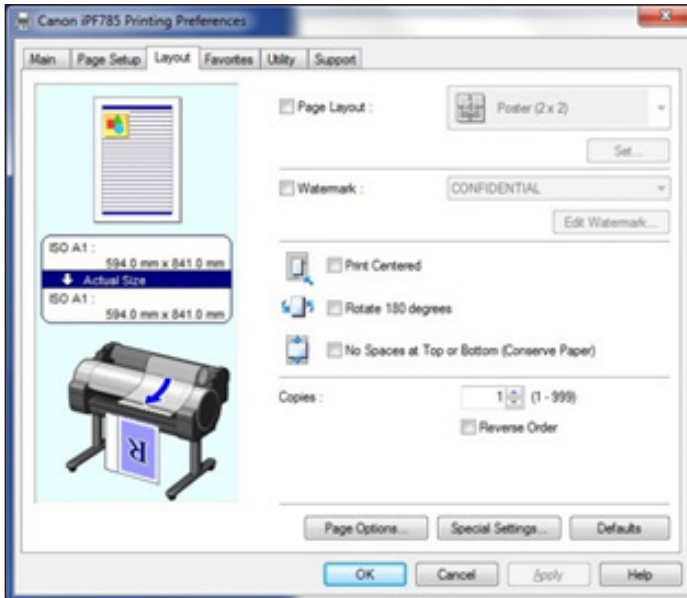 Canon iPF785 Printing Preferences
Main Page Setup Layout Favorites Utility Support
Page Layout : Poster (2 x 2)
Set...
Watermark : CONFIDENTIAL
Edit Watermark...
ISO A1 :
594.0 mm x 841.0 mm
Actual Size
ISO A1 :
594.0 mm x 841.0 mm
Print Centered
Rotate 180 degrees
No Spaces at Top or Bottom (Conserve Paper)
Copies : 1 (1 - 999)
Reverse Order
R
Page Options... Special Settings... Defaults
OK Cancel Apply Help